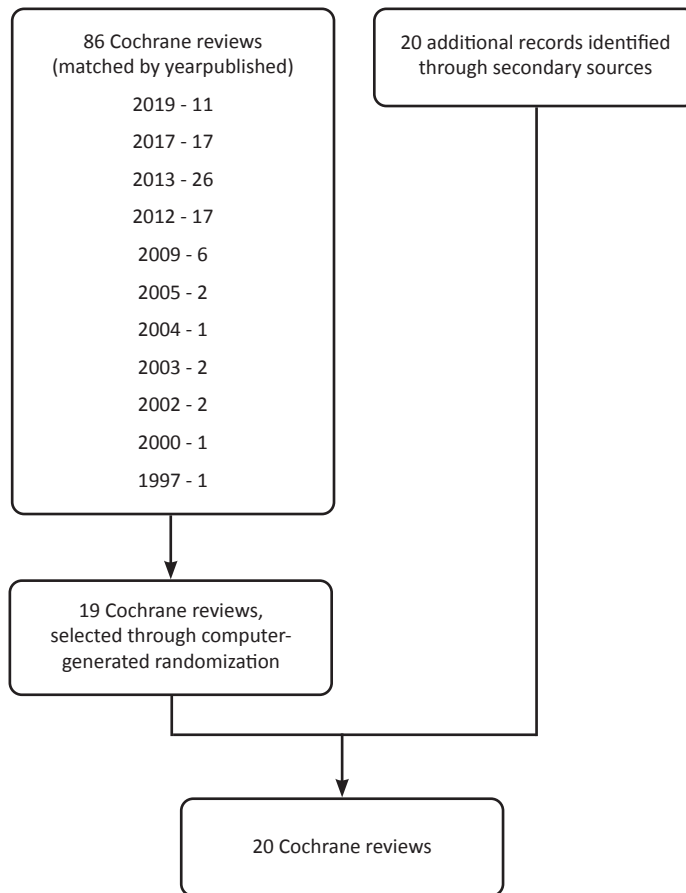 86 Cochrane reviews
(matched by yearpublished)
2019 - 11
2017 - 17
2013 - 26
2012 - 17
2009 - 6
2005 - 2
2004 - 1
2003 - 2
2002 - 2
2000 - 1
1997 - 1
20 additional records identified
through secondary sources
19 Cochrane reviews,
selected through computer-
generated randomization
20 Cochrane reviews